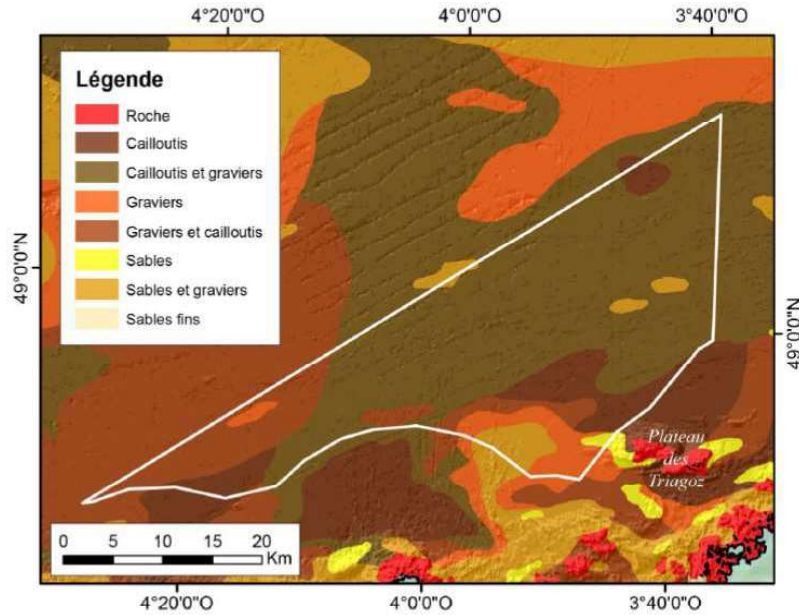 4°20'0"O 4°0'0"O 3°40'0"O
Légende
Roche
Cailloutis
Cailloutis et graviers
Graviers
Graviers et cailloutis
Sables
Sables et graviers
Sables fins
49°0'0"N
49°0'0"N
Plateau
des
Triagoz
0 5 10 15 20
Km
4°20'0"O 4°0'0"O 3°40'0"O